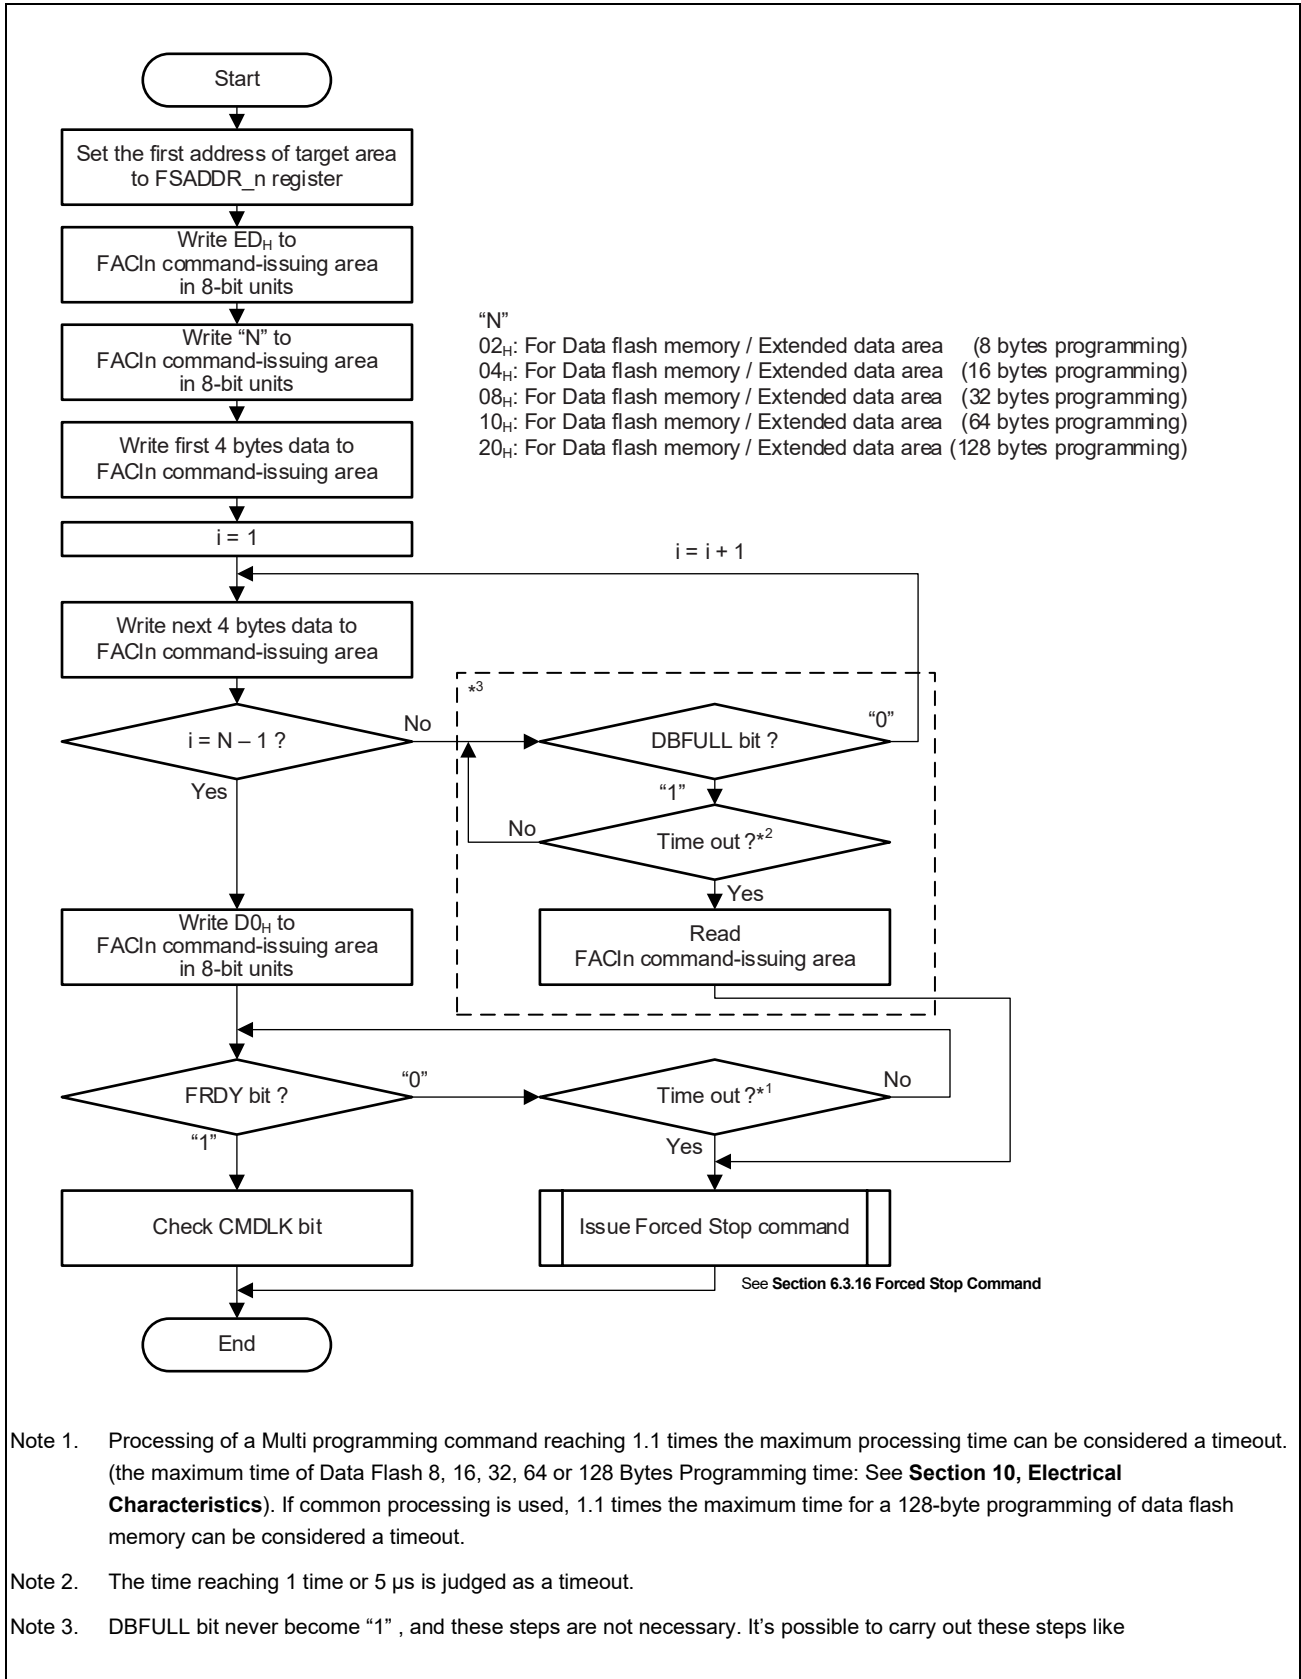 Start
Set the first address of target area
to FSADDR_n register
Write EDH to
FACIn command-issuing area
in 8-bit units
Write “N” to
FACIn command-issuing area
in 8-bit units
“N”
02H: For Data flash memory / Extended data area (8 bytes programming)
04H: For Data flash memory / Extended data area (16 bytes programming)
08H: For Data flash memory / Extended data area (32 bytes programming)
10H: For Data flash memory / Extended data area (64 bytes programming)
20H: For Data flash memory / Extended data area (128 bytes programming)
Write first 4 bytes data to
FACIn command-issuing area
i = 1
i = i + 1
Write next 4 bytes data to
FACIn command-issuing area
*3
i = N – 1 ?
No
DBFULL bit ?
“0”
Yes
“1”
No
Time out ?*2
Yes
Write D0H to
FACIn command-issuing area
in 8-bit units
Read
FACIn command-issuing area
FRDY bit ?
“0”
Time out ?*1
No
“1”
Yes
Check CMDLK bit
Issue Forced Stop command
See Section 6.3.16 Forced Stop Command
End
Note 1. Processing of a Multi programming command reaching 1.1 times the maximum processing time can be considered a timeout.
(the maximum time of Data Flash 8, 16, 32, 64 or 128 Bytes Programming time: See Section 10, Electrical
Characteristics). If common processing is used, 1.1 times the maximum time for a 128-byte programming of data flash
memory can be considered a timeout.
Note 2. The time reaching 1 time or 5 µs is judged as a timeout.
Note 3. DBFULL bit never become “1” , and these steps are not necessary. It’s possible to carry out these steps like